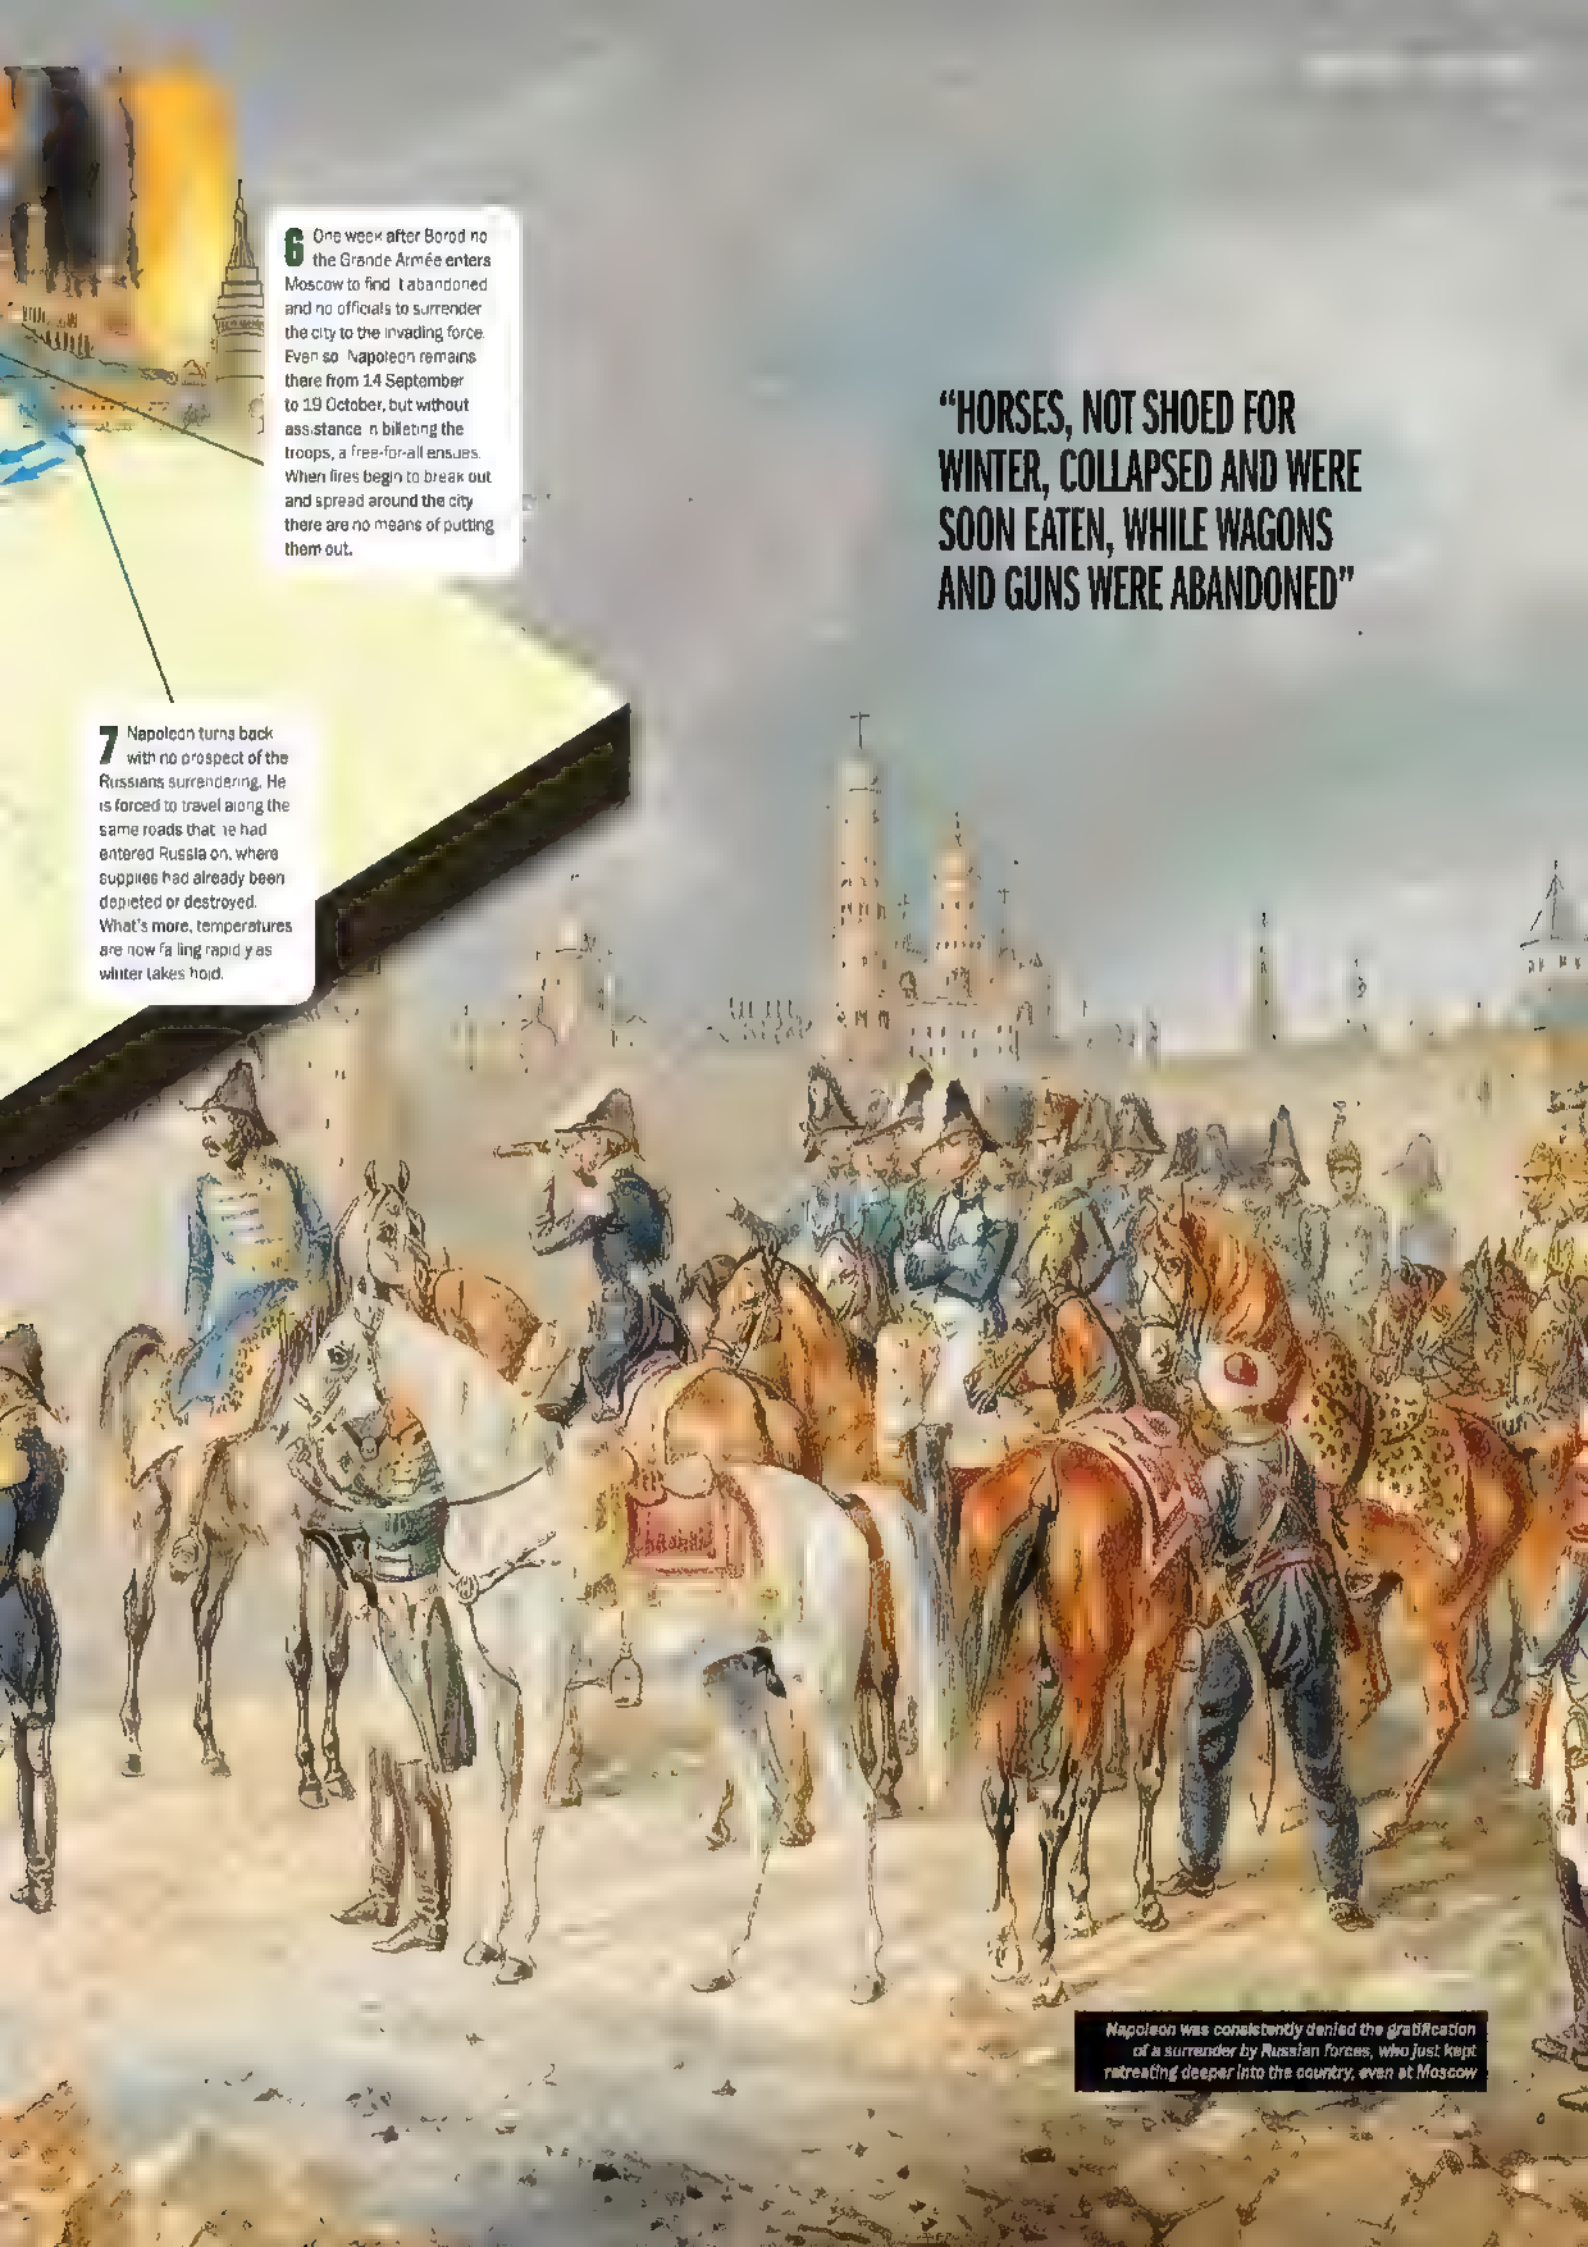 6 One week after Borod no
the Grande Armée enters
Moscow to find t abandoned
and no officials to surrender
the city to the invading force.
Even so Napoleon remains
there from 14 September
to 19 October, but without
assistance n billeting the
troops, a free-for-all ensues.
When fires begin to break out
and spread around the city
there are no means of putting
them out.
"HORSES, NOT SHOED FOR
WINTER, COLLAPSED AND WERE
SOON EATEN, WHILE WAGONS
AND GUNS WERE ABANDONED"
7 Napoleon turns back
with no prospect of the
Russians surrendering. He
is forced to travel along the
same roads that he had
entered Russia on, where
supplies had already been
depleted or destroyed.
What's more, temperatures
are now fa ling rapid y as
winter takes hold.
Napoleon was consistently denied the gratification
of a surrender by Russian forces, who just kept
retreating deeper into the country, even at Moscow